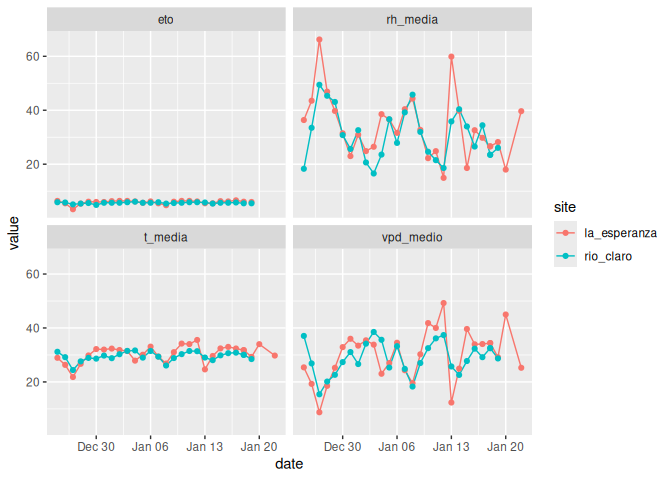 eto
rh_media
60
40
20
t_media
vpd_medio
60
40
20
value
Dec 30
Jan 06
Jan 13
Jan 20
Dec 30
Jan 06
Jan 13
Jan 20
date
site
la_esperanza
rio_claro